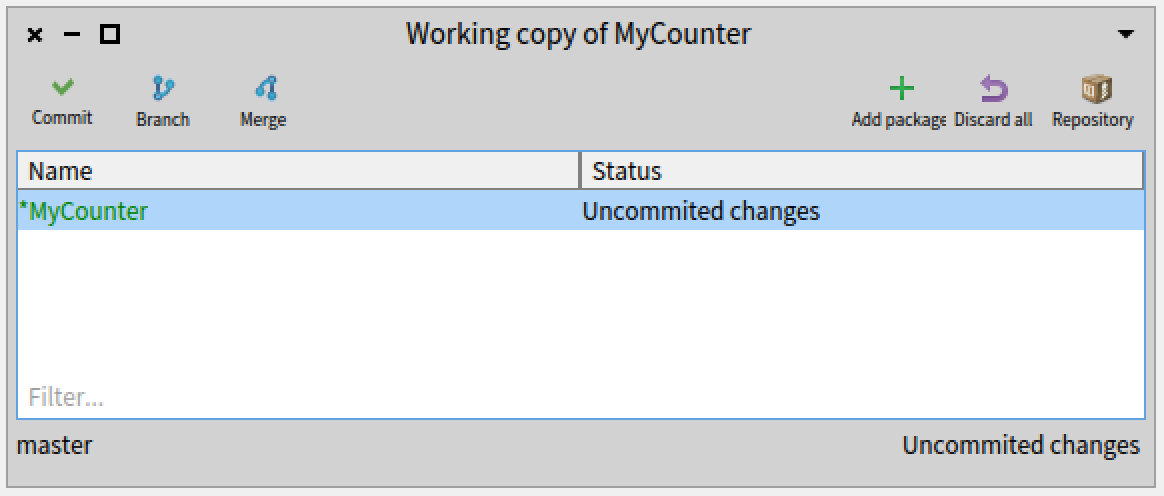 Working copy of MyCounter
Commit Branch Merge Add package Discard all Repository
Name Status
*MyCounter Uncommited changes
Filter...
master Uncommited changes